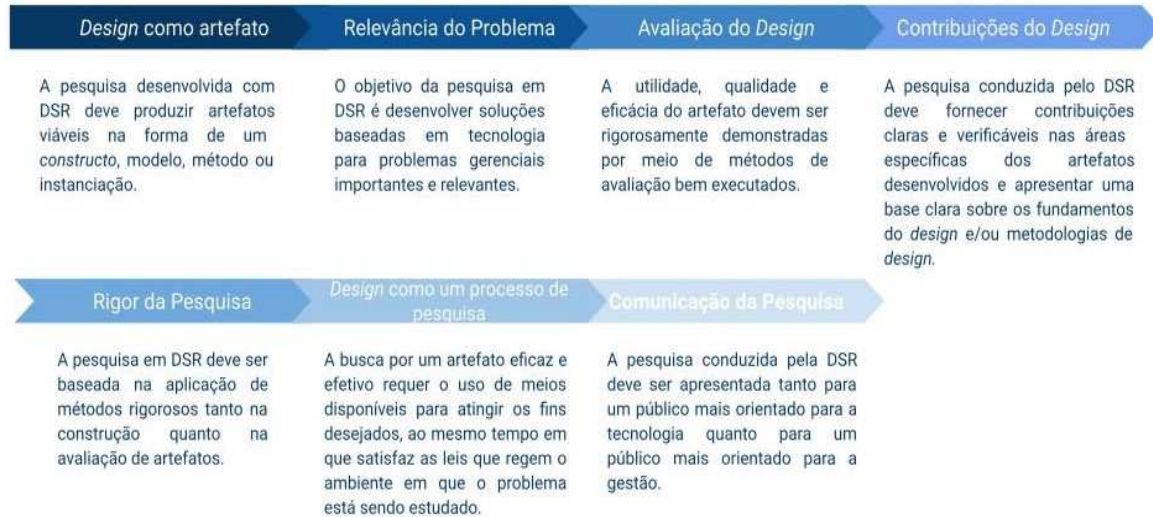 Design como artefato
Relevância do Problema
Avaliação do Design
Contribuições do Design
A pesquisa desenvolvida com
DSR deve produzir artefatos
viáveis na forma de um
constructo, modelo, método ou
instanciação.
O objetivo da pesquisa em
DSR é desenvolver soluções
baseadas em tecnologia
para problemas gerenciais
importantes e relevantes.
A utilidade, qualidade e
eficácia do artefato devem ser
rigorosamente demonstradas
por meio de métodos de
avaliação bem executados.
A pesquisa conduzida pelo DSR
deve fornecer contribuições
claras e verificáveis nas áreas
específicas dos artefatos
desenvolvidos e apresentar uma
base clara sobre os fundamentos
do design e/ou metodologias de
design.
Rigor da Pesquisa
Design como um processo de
pesquisa
Comunicação da Pesquisa
A pesquisa em DSR deve ser
baseada na aplicação de
métodos rigorosos tanto na
construção quanto na
avaliação de artefatos.
A busca por um artefato eficaz e
efetivo requer o uso de meios
disponíveis para atingir os fins
desejados, ao mesmo tempo em
que satisfaz as leis que regem o
ambiente em que o problema
está sendo estudado.
A pesquisa conduzida pela DSR
deve ser apresentada tanto para
um público mais orientado para a
tecnologia quanto para um
público mais orientado para a
gestão.